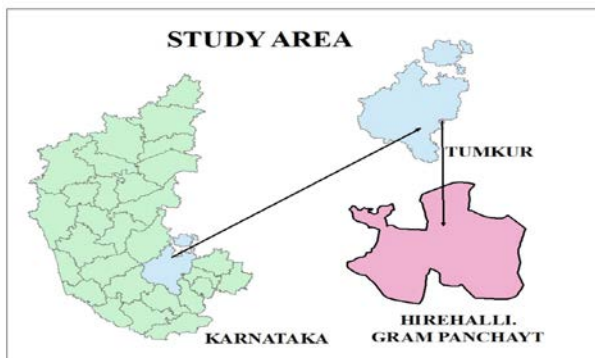 STUDY AREA
TUMKUR
KARNATAKA
HIREHALLI.
GRAM PANCHAYT